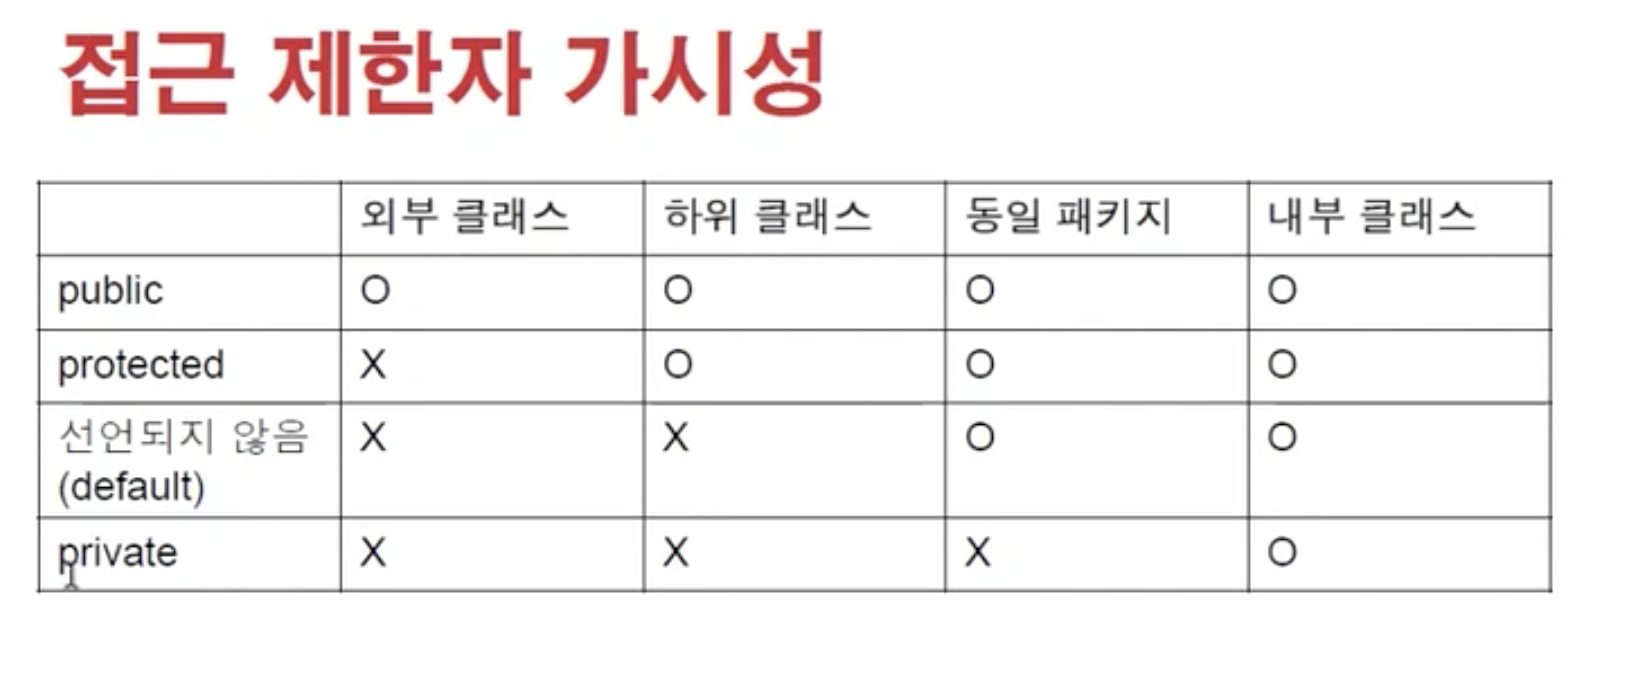 접근 제한자 가시성
외부 클래스 하위 클래스 동일 패키지 내부 클래스
public O O O O
protected X O O O
선언되지 않음 X X O O
(default)
private X X X O